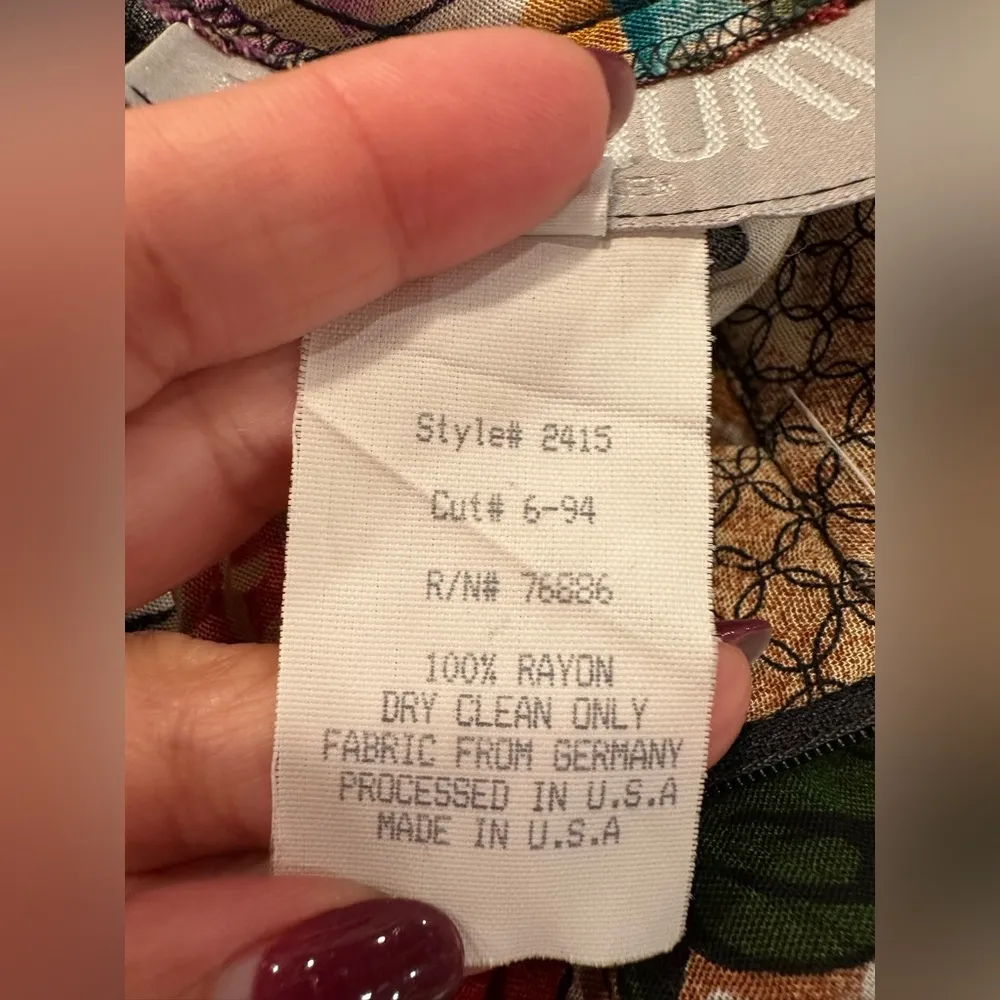 Style# 2415
Cut# 6-94
R/N# 76886
100% RAYON
DRY CLEAN ONLY
FABRIC FROM GERMANY
PROCESSED IN U.S.A
MADE IN U.S.A